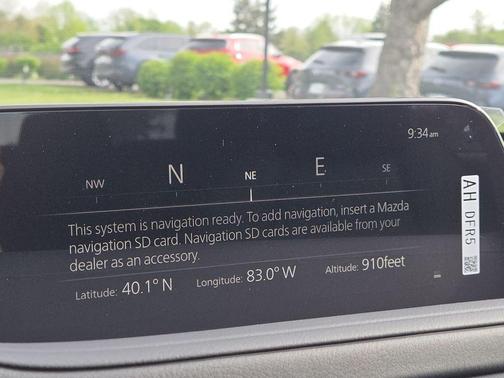 9:34 am
NW N NE E SE
This system is navigation ready. To add navigation, insert a Mazda
navigation SD card. Navigation SD cards are available from your
dealer as an accessory.
Latitude: 40.1° N Longitude: 83.0° W Altitude: 910feet
AH DFR5